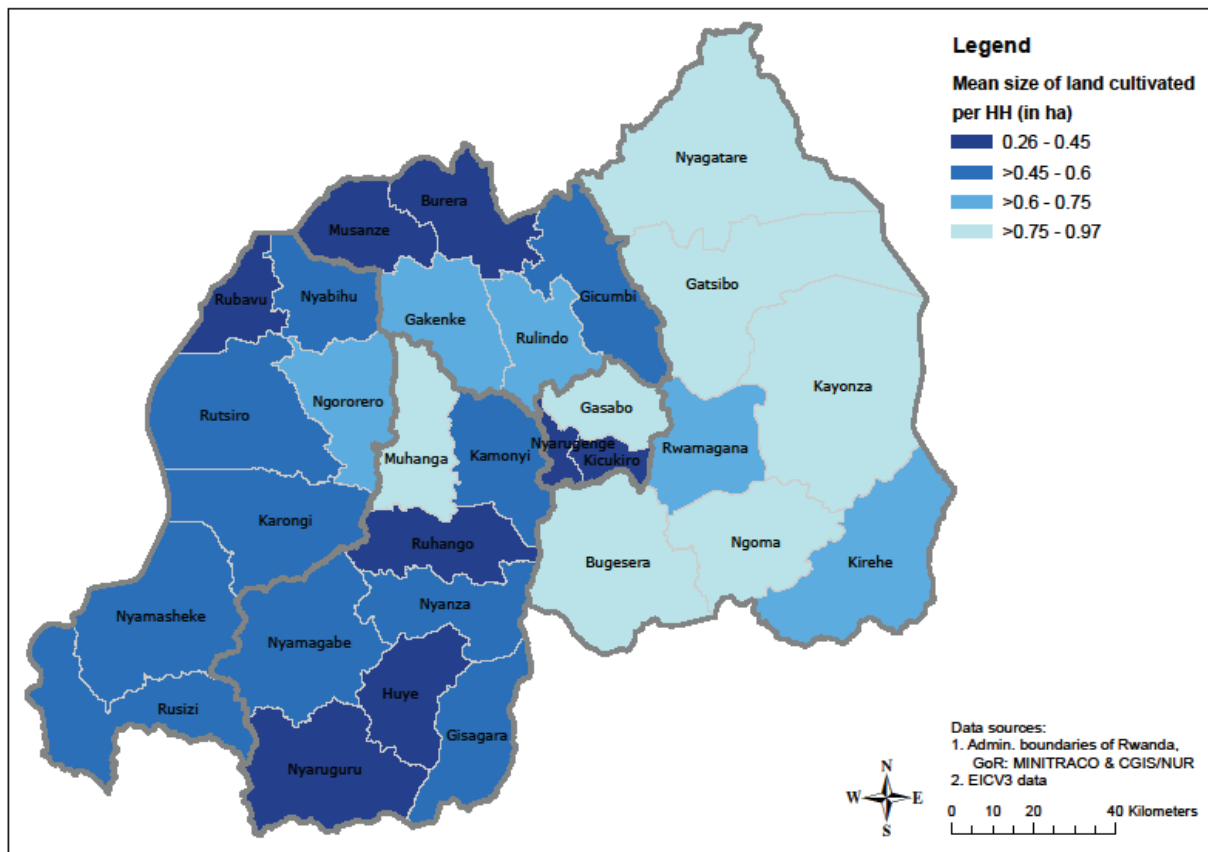 Legend
Mean size of land cultivated
per HH (in ha)
0.26 - 0.45
>0.45 - 0.6
>0.6 - 0.75
>0.75 - 0.97
Nyagatare
Burera
Musanze
Gatsibo
Rubavu
Nyabihu
Gicumbi
Gakenke
Rulindo
Kayonza
Ngororero
Gasabo
Rutsiro
Nyarugenge
Rwamagana
Muhanga
Kamonyi
Kicukiro
Karongi
Ruhango
Ngoma
Bugesera
Kirehe
Nyamasheke
Nyanza
Nyamagabe
Huye
Rusizi
Gisagara
Nyaruguru
Data sources:
1. Admin. boundaries of Rwanda,
GoR: MINITRACO & CGIS/NUR
2. EICV3 data
N
W E
S
0 10 20 40 Kilometers